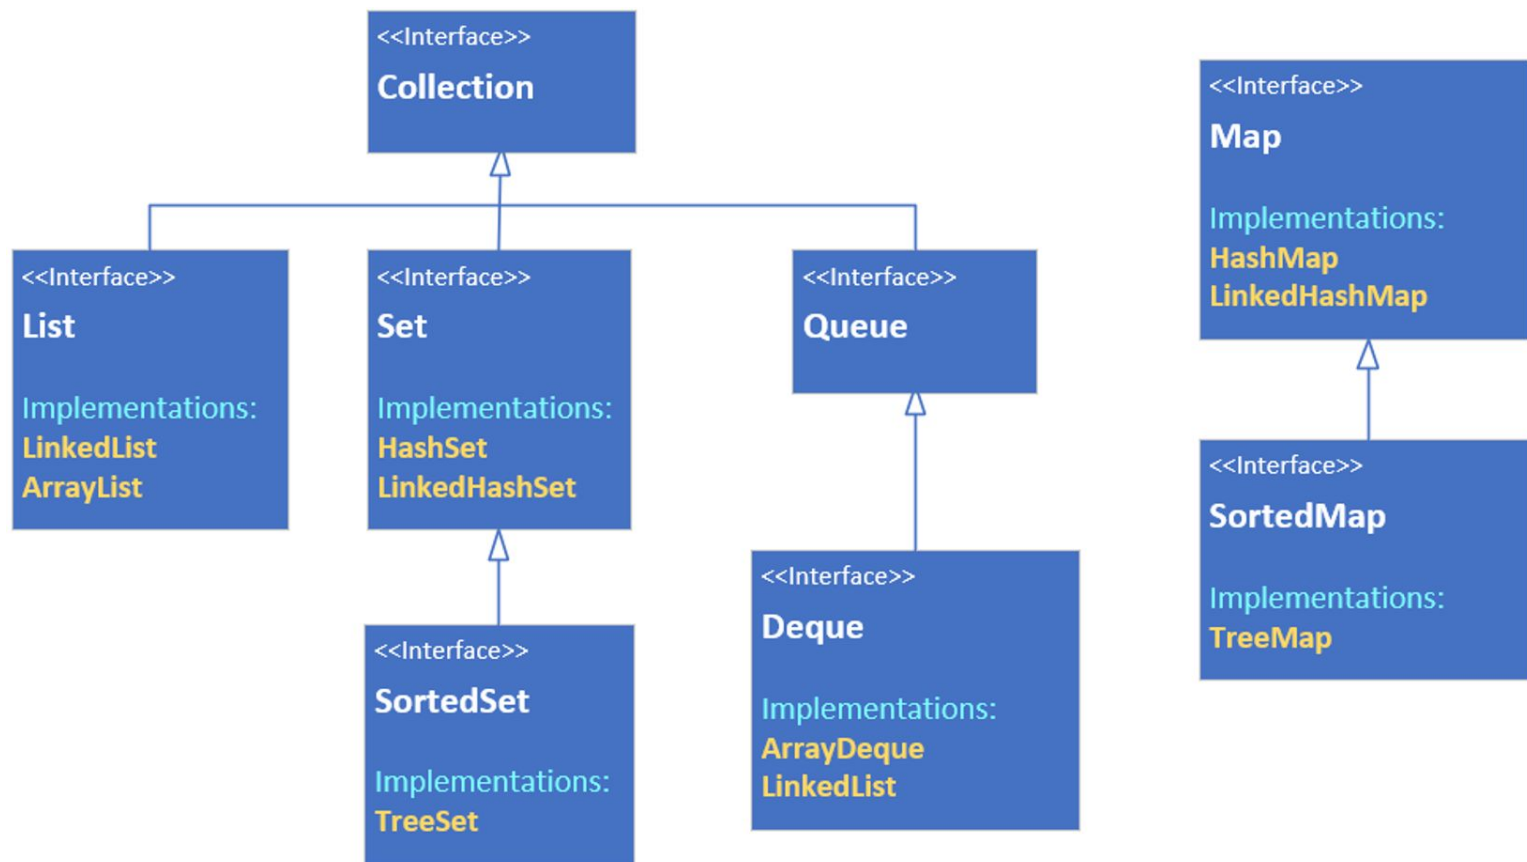 <<Interface>>
Collection
<<Interface>>
List
Implementations:
LinkedList
ArrayList
<<Interface>>
Set
Implementations:
HashSet
LinkedHashSet
<<Interface>>
SortedSet
Implementations:
TreeSet
<<Interface>>
Queue
<<Interface>>
Deque
Implementations:
ArrayDeque
LinkedList
<<Interface>>
Map
Implementations:
HashMap
LinkedHashMap
<<Interface>>
SortedMap
Implementations:
TreeMap